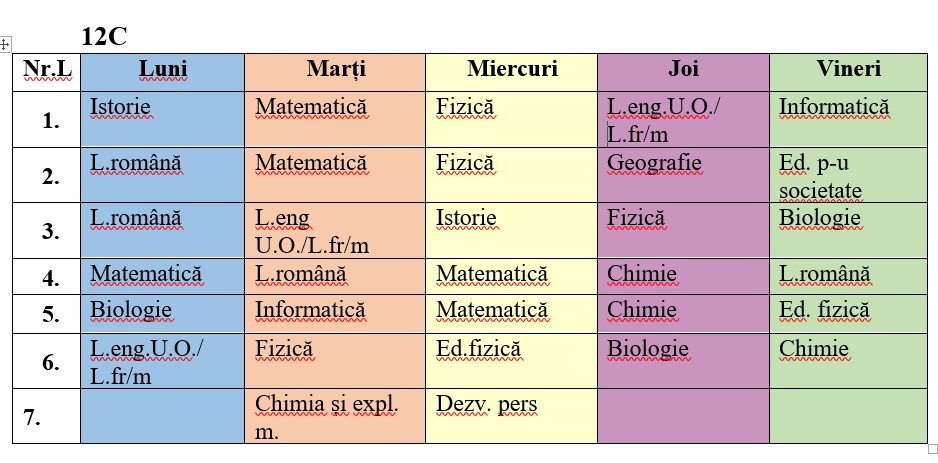 12C
Nr.L Luni Marți Miercuri Joi Vineri
1. Istorie Matematică Fizică L.eng.U.O./ L.fr/m Informatică
2. L.română Matematică Fizică Geografie Ed. p-u societate
3. L.română L.eng U.O./L.fr/m Istorie Fizică Biologie
4. Matematică L.română Matematică Chimie L.română
5. Biologie Informatică Matematică Chimie Ed. fizică
6. L.eng.U.O./ L.fr/m Fizică Ed.fizică Biologie Chimie
7. Chimia și expl. m. Dezv. pers